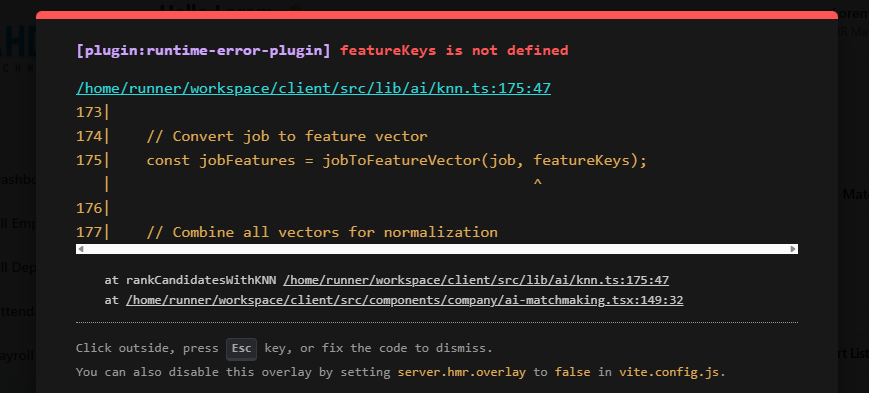 Hello Lorem
[plugin:runtime-error-plugin] featureKeys is not defined
/home/runner/workspace/client/src/lib/ai/knn.ts:175:47
173|
174|    // Convert job to feature vector
175|    const jobFeatures = jobToFeatureVector(job, featureKeys);
   |                                                ^
176|
177|    // Combine all vectors for normalization
at rankCandidatesWithKNN /home/runner/workspace/client/src/lib/ai/knn.ts:175:47
at /home/runner/workspace/client/src/components/company/ai-matchmaking.tsx:149:32
Click outside, press Esc key, or fix the code to dismiss.
You can also disable this overlay by setting server.hmr.overlay to false in vite.config.js.